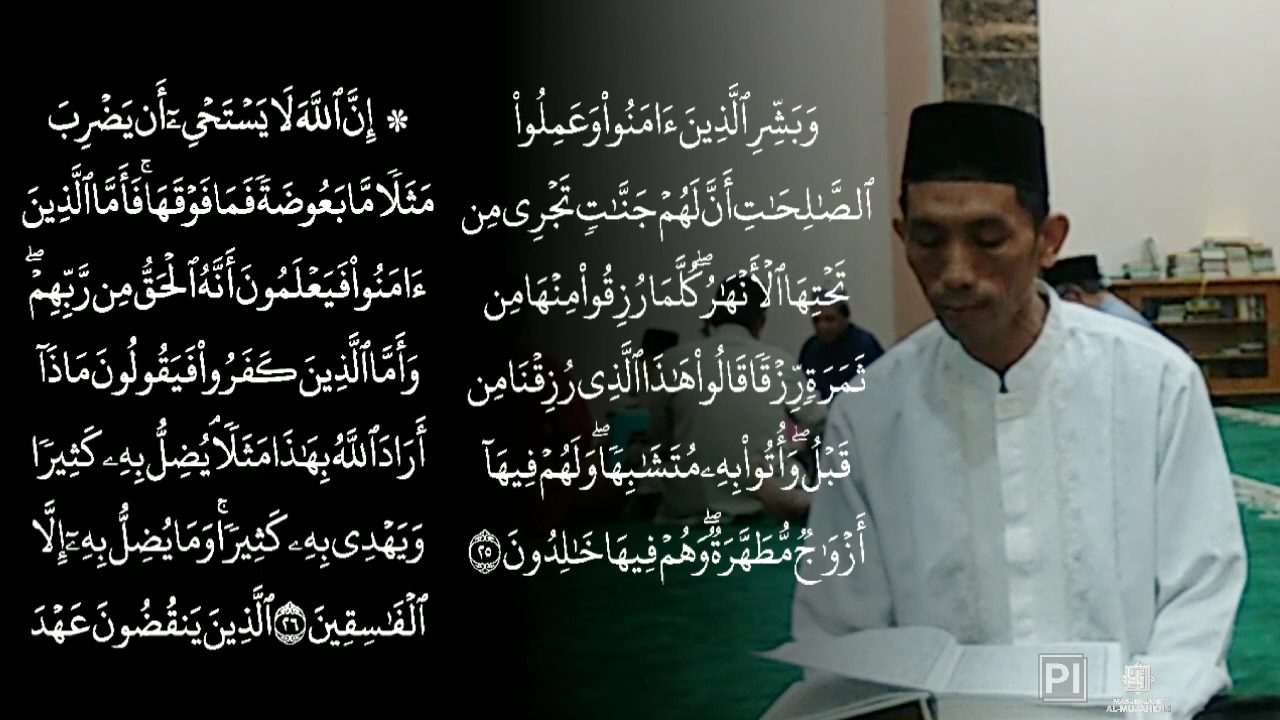 وَبَشِّرِ ٱلَّذِينَ ءَامَنُوا۟ وَعَمِلُوا۟
ٱلصَّـٰلِحَـٰتِ أَنَّ لَهُمْ جَنَّـٰتٍۢ تَجْرِى مِن
تَحْتِهَا ٱلْأَنْهَـٰرُ ۖ كُلَّمَا رُزِقُوا۟ مِنْهَا مِن
ثَمَرَةٍۢ رِّزْقًۭا قَالُوا۟ هَـٰذَا ٱلَّذِى رُزِقْنَا مِن
قَبْلُ ۖ وَأُتُوا۟ بِهِۦ مُتَشَـٰبِهًۭا ۖ وَلَهُمْ فِيهَآ
أَزْوَٰجٌۭ مُّطَهَّرَةٌۭ ۖ وَهُمْ فِيهَا خَـٰلِدُونَ ٢٥
۞ إِنَّ ٱللَّهَ لَا يَسْتَحْىِۦٓ أَن يَضْرِبَ
مَثَلًۭا مَّا بَعُوضَةًۭ فَمَا فَوْقَهَا ۚ فَأَمَّا ٱلَّذِينَ
ءَامَنُوا۟ فَيَعْلَمُونَ أَنَّهُ ٱلْحَقُّ مِن رَّبِّهِمْ ۖ
وَأَمَّا ٱلَّذِينَ كَفَرُوا۟ فَيَقُولُونَ مَاذَآ
أَرَادَ ٱللَّهُ بِهَـٰذَا مَثَلًۭا ۘ يُضِلُّ بِهِۦ كَثِيرًۭا
وَيَهْدِى بِهِۦ كَثِيرًۭا ۚ وَمَا يُضِلُّ بِهِۦٓ إِلَّا
ٱلْفَـٰسِقِينَ ٢٦ ٱلَّذِينَ يَنقُضُونَ عَهْدَ
PI
AL-MUJAHIDIN